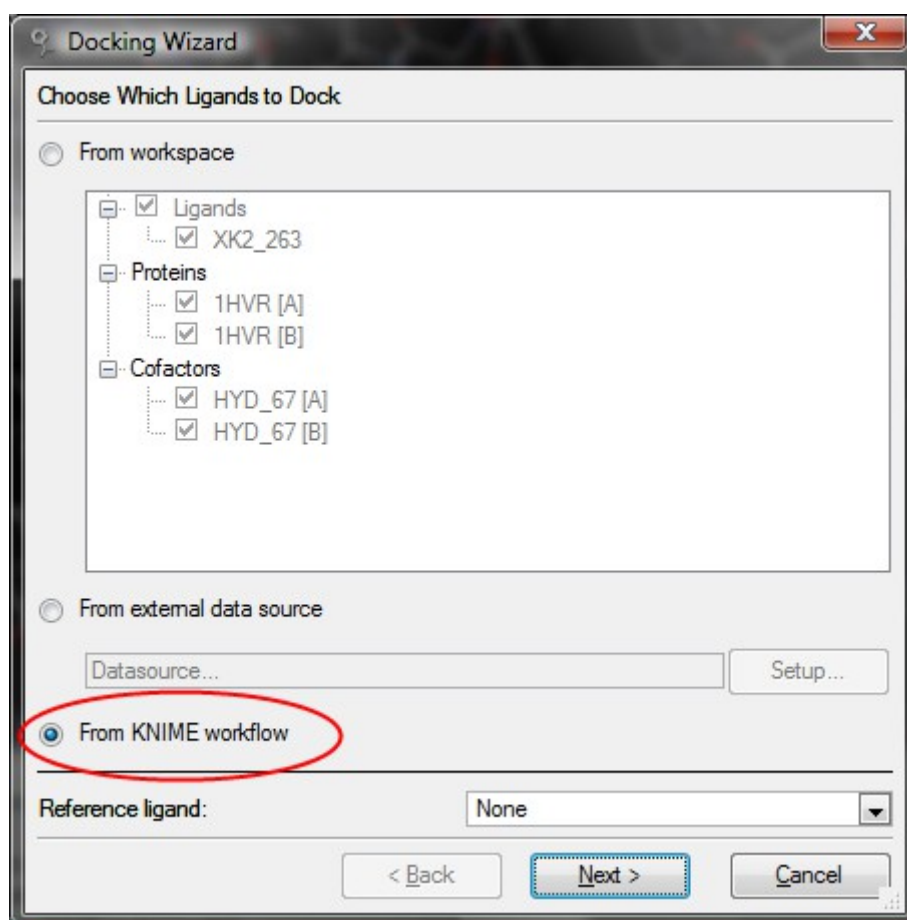 Docking Wizard
Choose Which Ligands to Dock
From workspace
Ligands
XK2_263
Proteins
1HVR [A]
1HVR [B]
Cofactors
HYD_67 [A]
HYD_67 [B]
From external data source
Datasource...
Setup...
From KNIME workflow
Reference ligand:
None
< Back
Next >
Cancel